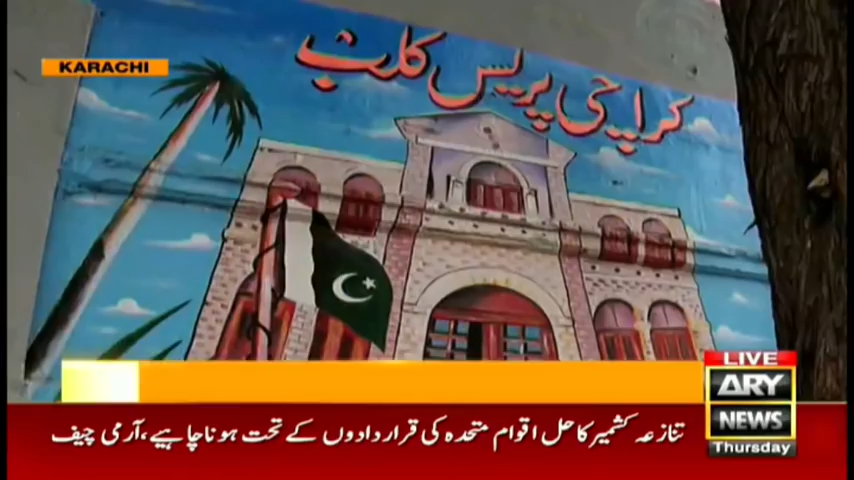 کراچی پریس کلب
KARACHI
LIVE
ARY
NEWS
Thursday
تنازعہ کشمیر کا حل اقوام متحدہ کی قراردادوں کے تحت ہونا چاہیے،آرمی چیف